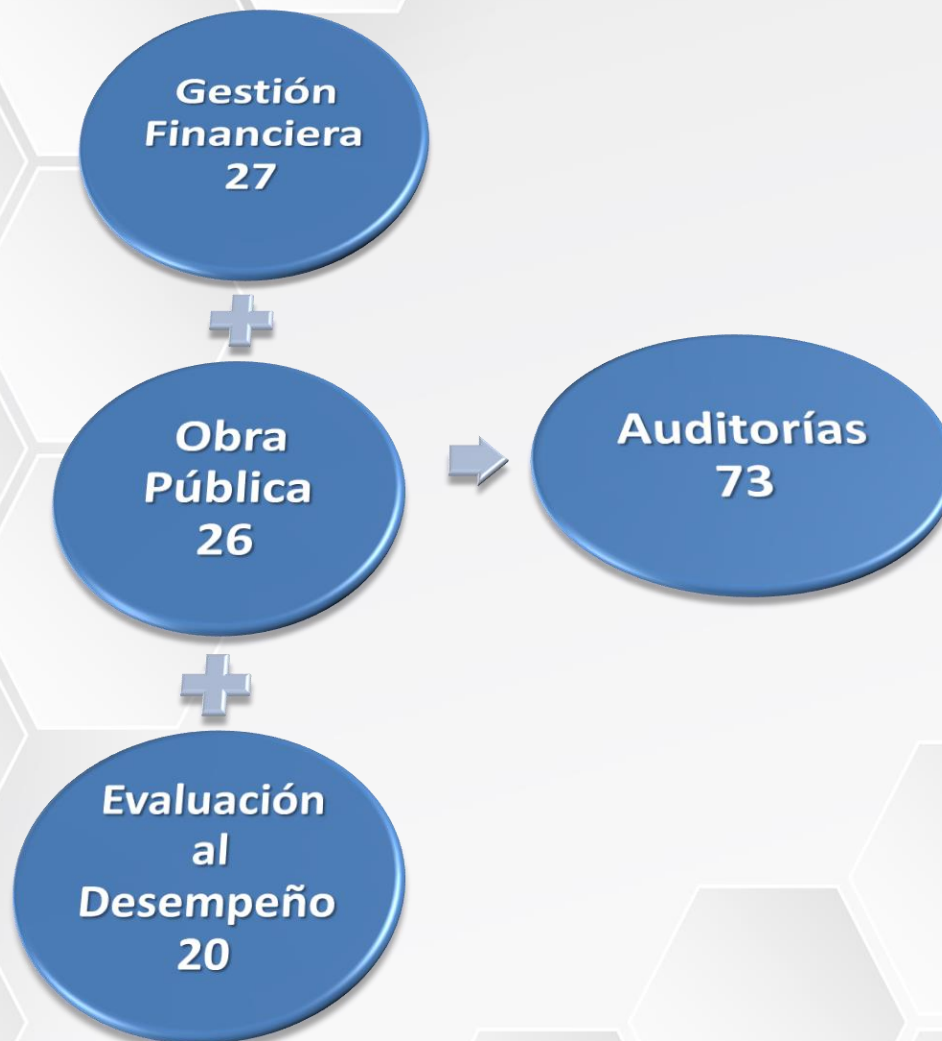 Gestión
Financiera
27
Obra
Pública
26
Auditorías
73
Evaluación
al
Desempeño
20